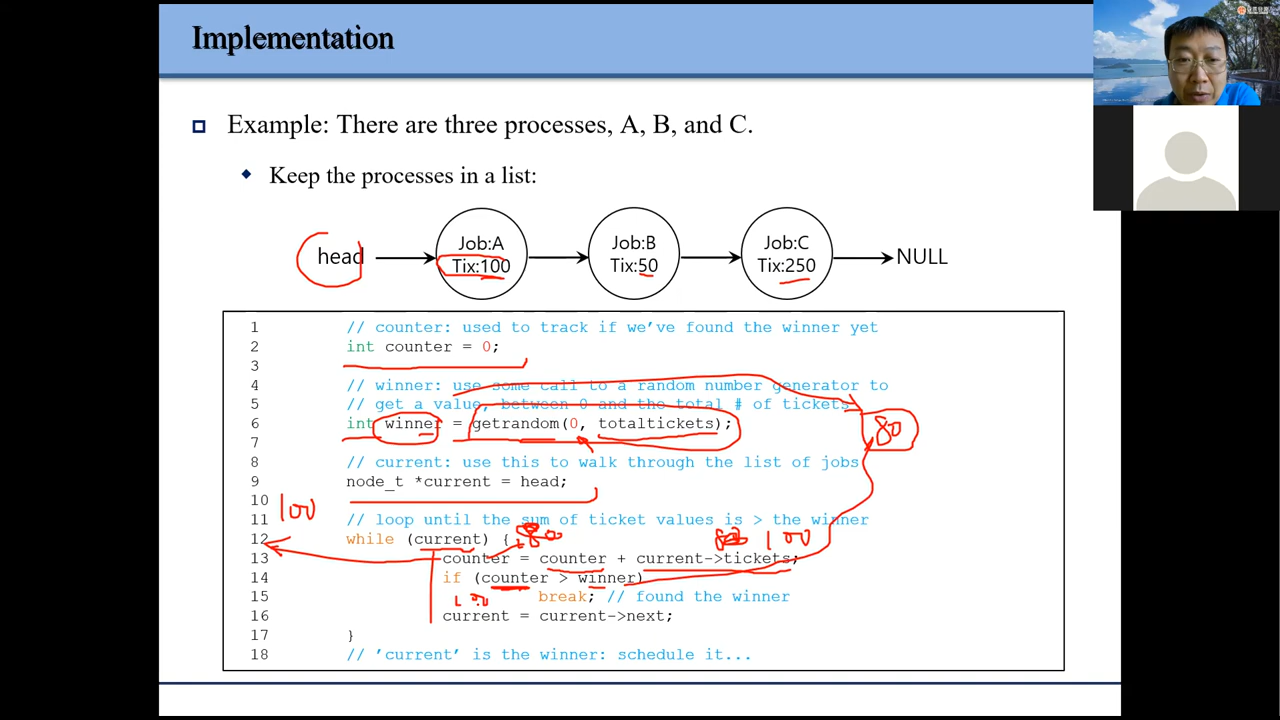 Implementation
Example: There are three processes, A, B, and C.
Keep the processes in a list:
head
Job:A
Tix:100
Job:B
Tix:50
Job:C
Tix:250
NULL
1 // counter: used to track if we've found the winner yet
2 int counter = 0;
3
4 // winner: use some call to a random number generator to
5 // get a value, between 0 and the total # of tickets
6 int winner = getrandom(0, totaltickets);
80
7
8 // current: use this to walk through the list of jobs
9 node_t *current = head;
10
100
11 // loop until the sum of ticket values is > the winner
12 while (current) {
100
13 counter = counter + current->tickets;
14 if (counter > winner)
15 break; // found the winner
100
16 current = current->next;
17 }
18 // 'current' is the winner: schedule it...